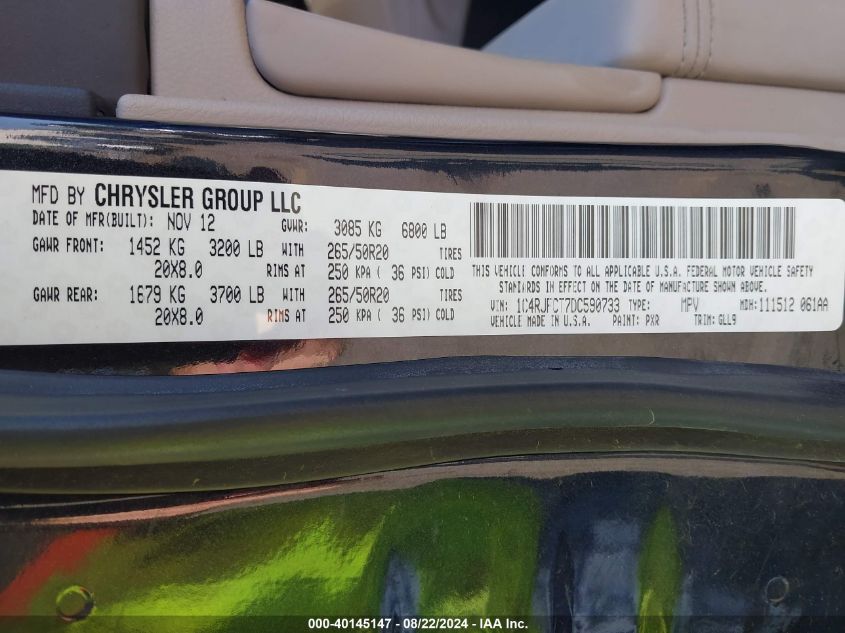 MFD BY CHRYSLER GROUP LLC
DATE OF MFR(BUILT): NOV 12 GVWR: 3085 KG 6800 LB
GAWR FRONT: 1452 KG 3200 LB WITH 265/50R20 TIRES
20X8.0 RIMS AT 250 KPA ( 36 PSI) COLD
GAWR REAR: 1679 KG 3700 LB WITH 265/50R20 TIRES
20X8.0 RIMS AT 250 KPA ( 36 PSI) COLD
THIS VEHICLE CONFORMS TO ALL APPLICABLE U.S.A. FEDERAL MOTOR VEHICLE SAFETY
STANDARDS IN EFFECT ON THE DATE OF MANUFACTURE SHOWN ABOVE.
VIN: 1C4RJFCT7DC590733 TYPE: MPV MDH: 111512 061AA
VEHICLE MADE IN U.S.A. PAINT: PXR TRIM: GLL9
000-40145147 - 08/22/2024 - IAA Inc.